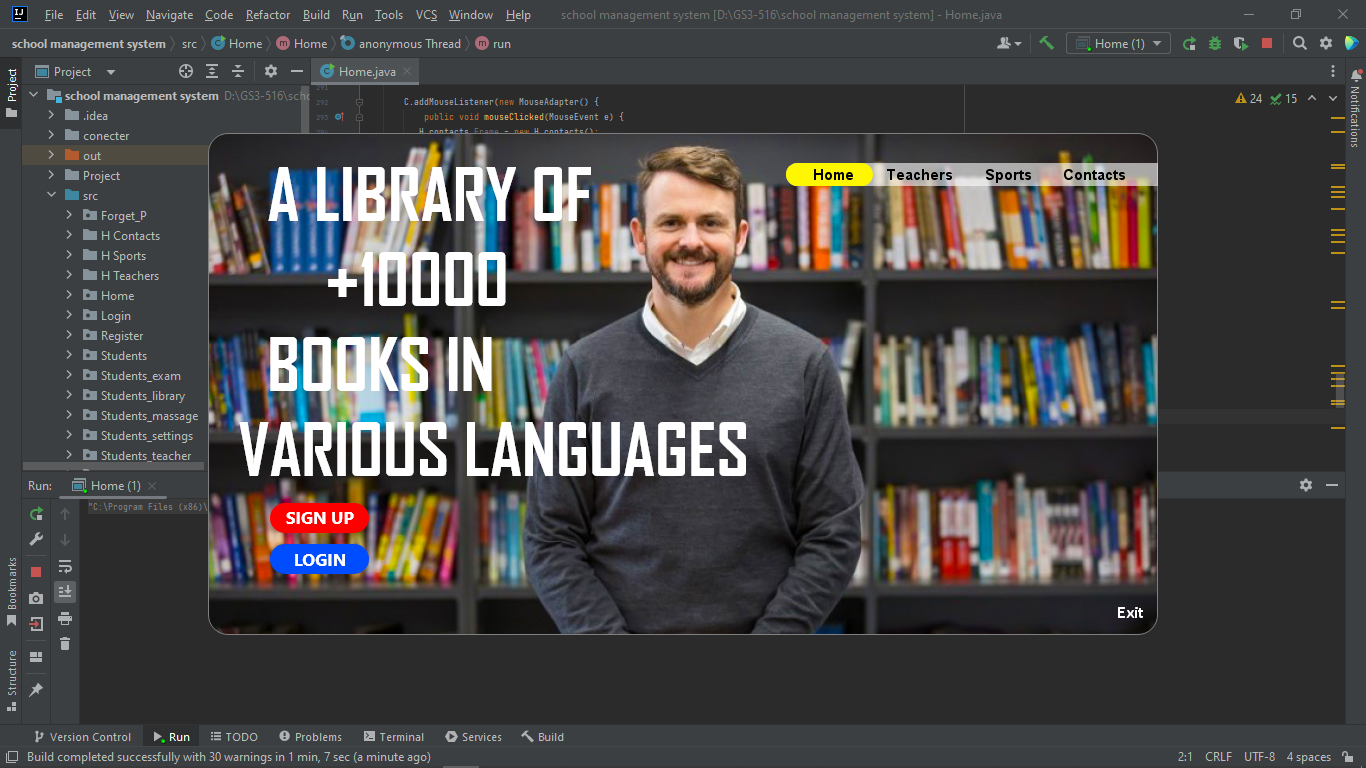 File Edit View Navigate Code Refactor Build Run Tools VCS Window Help school management system [D:\GS3-516\school management system] - Home.java
school management system src Home Home anonymous Thread run Home (1)
Project Home.java
Project
school management system D:\GS3-516\scho
.idea
conecter
out
Project
src
Forget_P
H Contacts
H Sports
H Teachers
Home
Login
Register
Students
Students_exam
Students_library
Students_massage
Students_settings
Students_teacher
292 C.addMouseListener(new MouseAdapter() {
293 public void mouseClicked(MouseEvent e) {
24 15
Notifications
Home Teachers Sports Contacts
A LIBRARY OF
+10000
BOOKS IN
VARIOUS LANGUAGES
SIGN UP
LOGIN
Exit
Run: Home (1)
"C:\Program Files (x86)\
Bookmarks
Structure
Version Control Run TODO Problems Terminal Services Build
Build completed successfully with 30 warnings in 1 min, 7 sec (a minute ago) 2:1 CRLF UTF-8 4 spaces